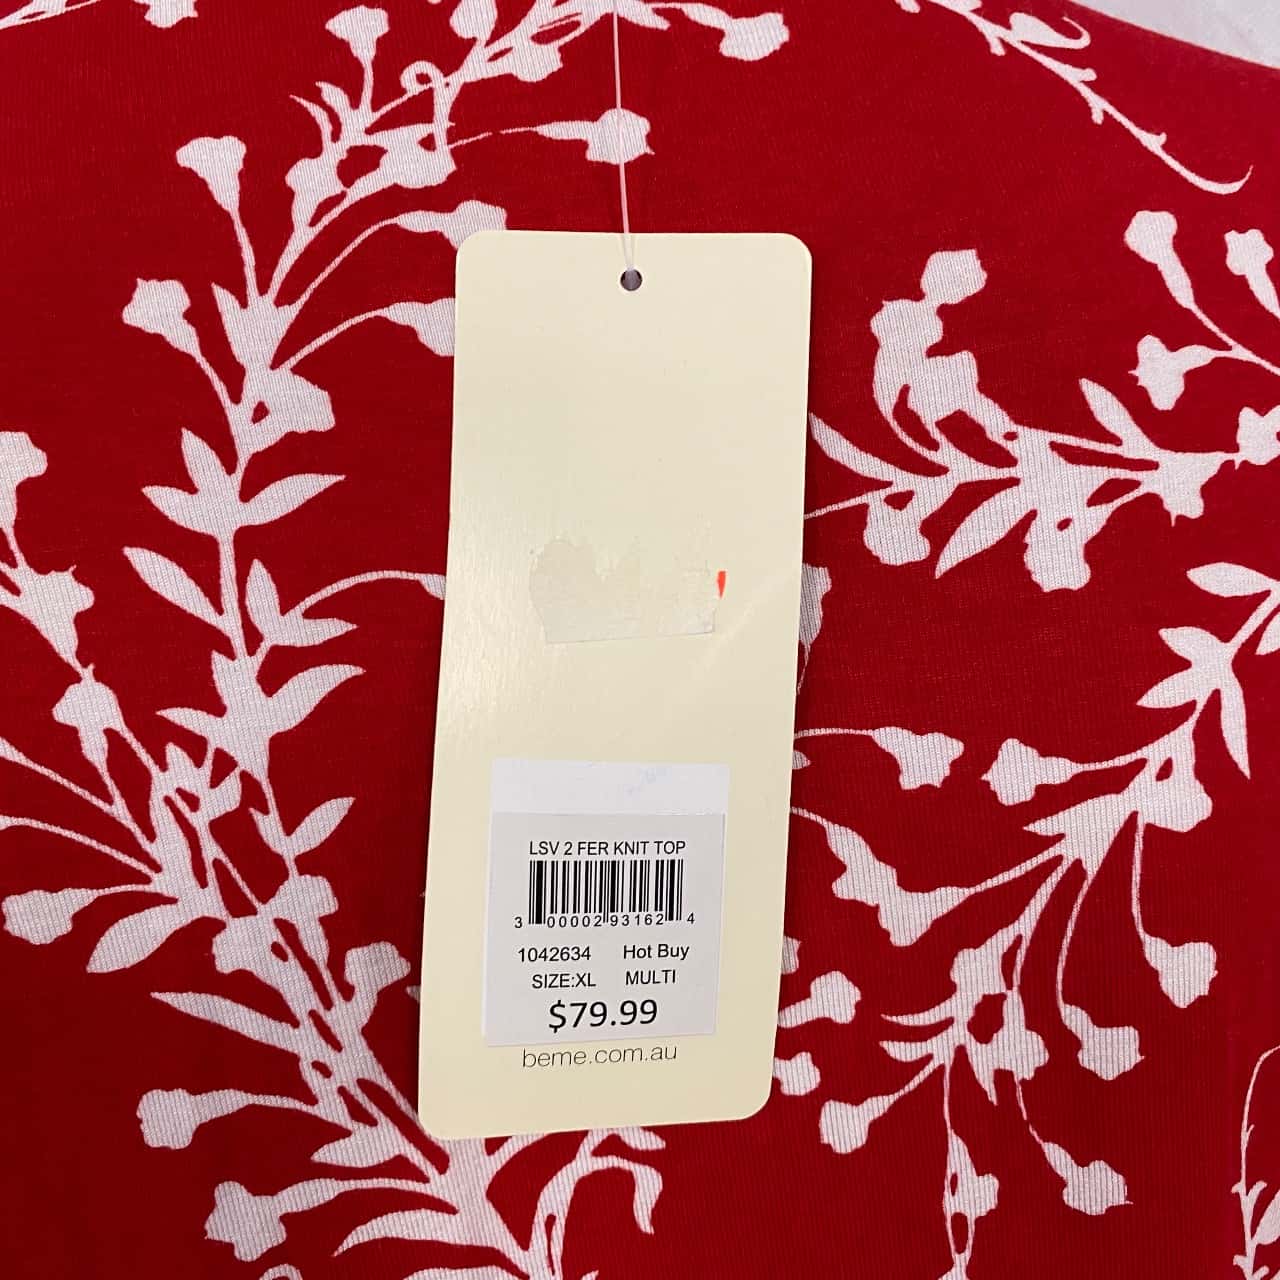 LSV 2 FER KNIT TOP
3 00002 93162 4
1042634 Hot Buy
SIZE:XL MULTI
$79.99
beme.com.au